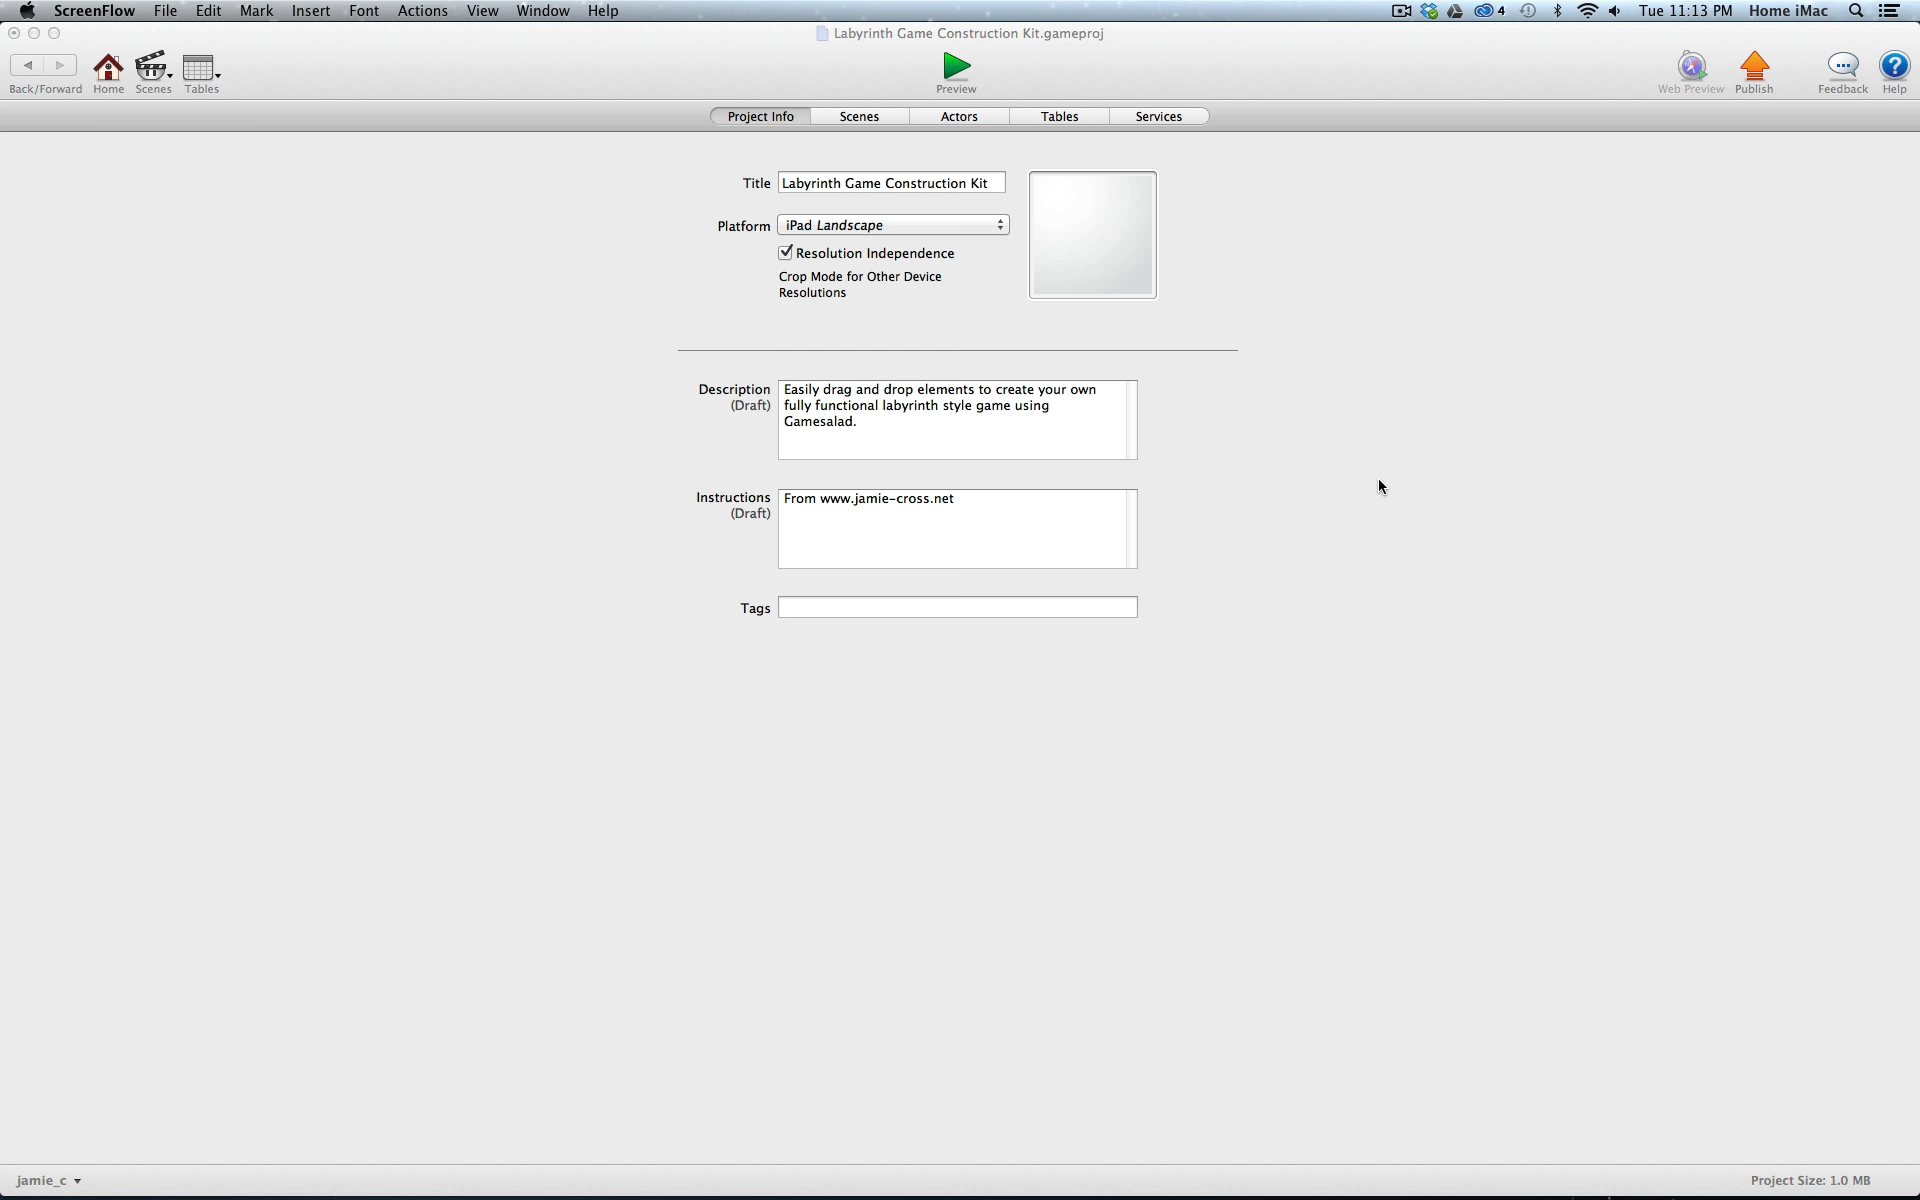 ScreenFlow File Edit Mark Insert Font Actions View Window Help
4 Tue 11:13 PM Home iMac
Labyrinth Game Construction Kit.gameproj
Back/Forward Home Scenes Tables Preview Web Preview Publish Feedback Help
Project Info Scenes Actors Tables Services
Title Labyrinth Game Construction Kit
Platform iPad Landscape
Resolution Independence
Crop Mode for Other Device
Resolutions
Description Easily drag and drop elements to create your own
(Draft) fully functional labyrinth style game using
Gamesalad.
Instructions From www.jamie-cross.net
(Draft)
Tags
jamie_c Project Size: 1.0 MB